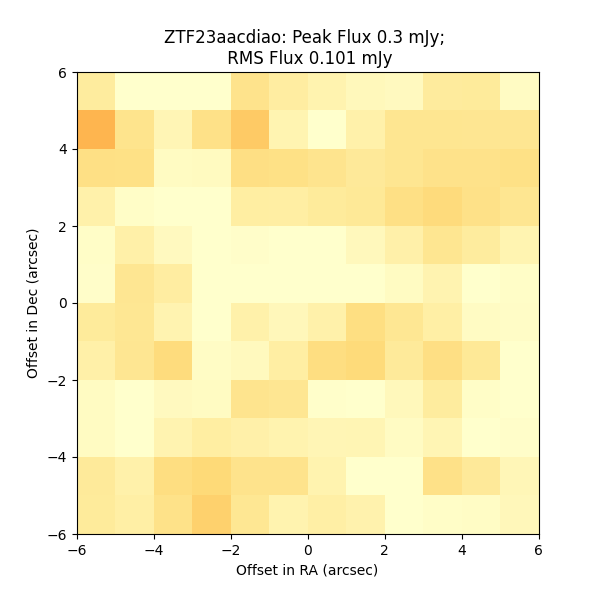 ZTF23aacdiao: Peak Flux 0.3 mJy;
RMS Flux 0.101 mJy
6
4
2
0
−2
−4
−6
Offset in Dec (arcsec)
−6 −4 −2 0 2 4 6
Offset in RA (arcsec)